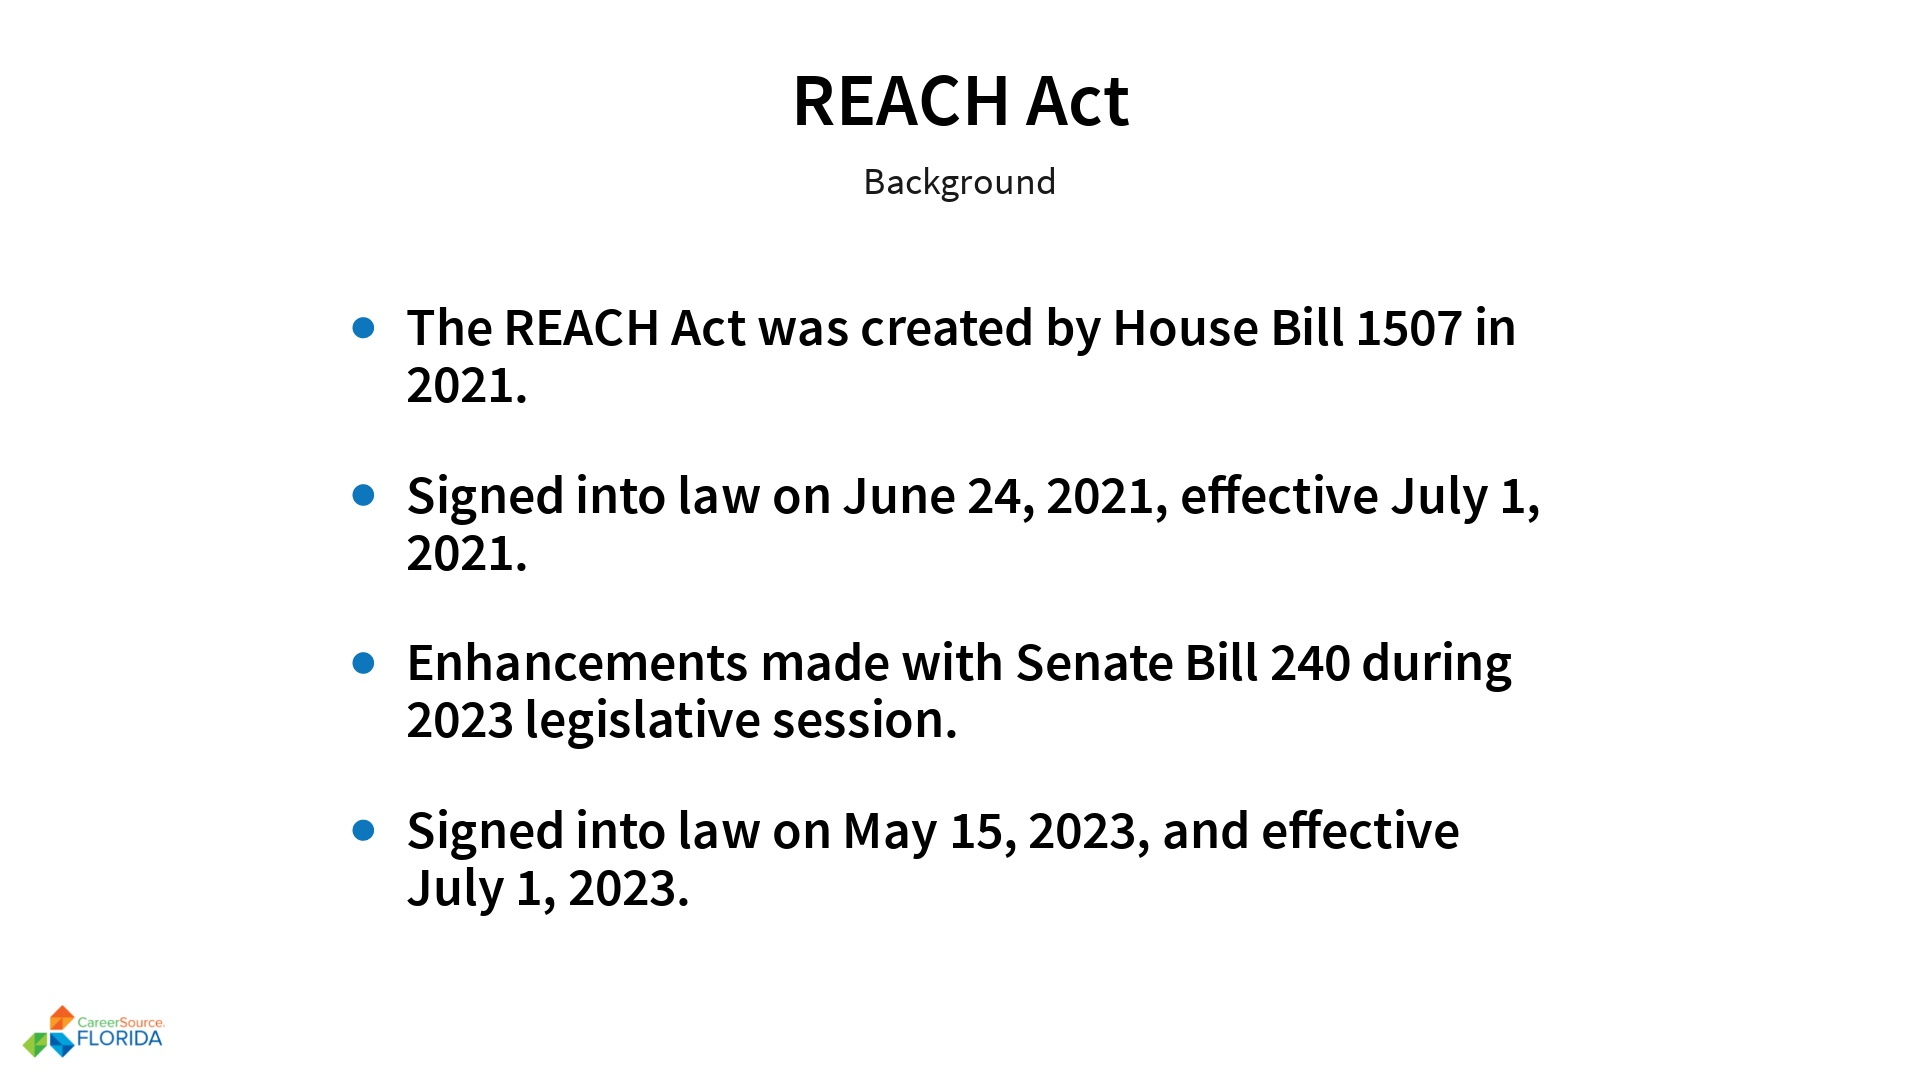 REACH Act
Background
The REACH Act was created by House Bill 1507 in
2021.
Signed into law on June 24, 2021, effective July 1,
2021.
Enhancements made with Senate Bill 240 during
2023 legislative session.
Signed into law on May 15, 2023, and effective
July 1, 2023.
CareerSource.
FLORIDA